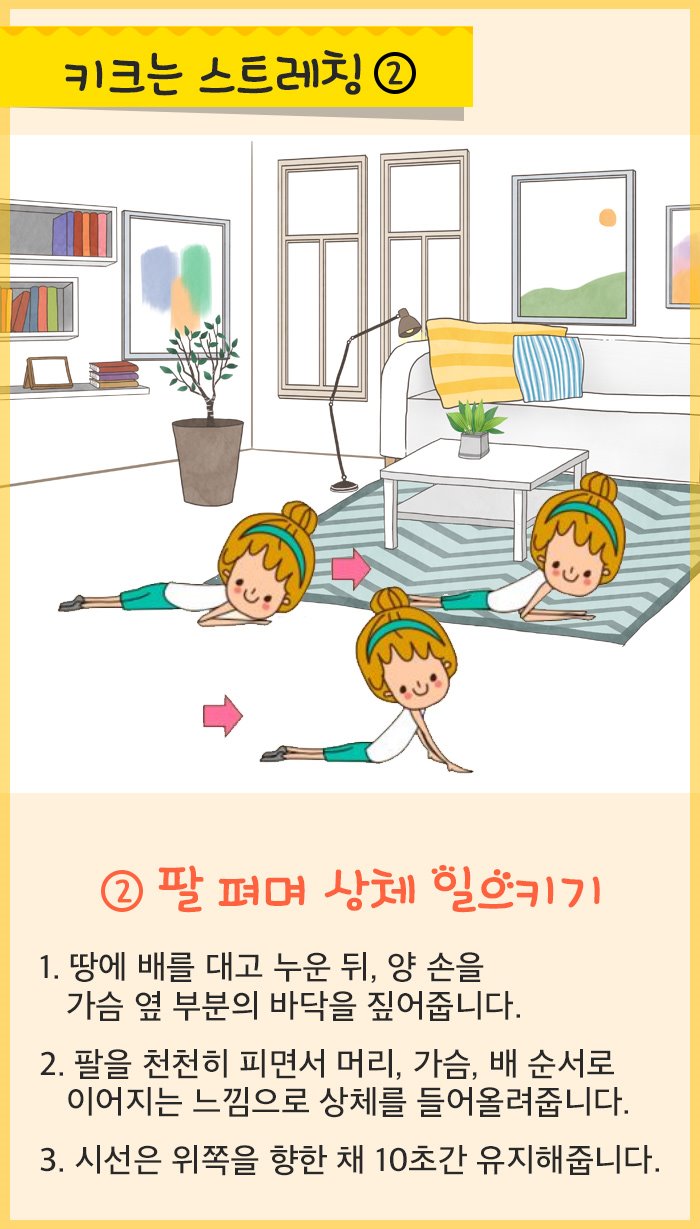 키크는 스트레칭 ②
② 팔 펴며 상체 일으키기
1. 땅에 배를 대고 누운 뒤, 양 손을
가슴 옆 부분의 바닥을 짚어줍니다.
2. 팔을 천천히 피면서 머리, 가슴, 배 순서로
이어지는 느낌으로 상체를 들어올려줍니다.
3. 시선은 위쪽을 향한 채 10초간 유지해줍니다.